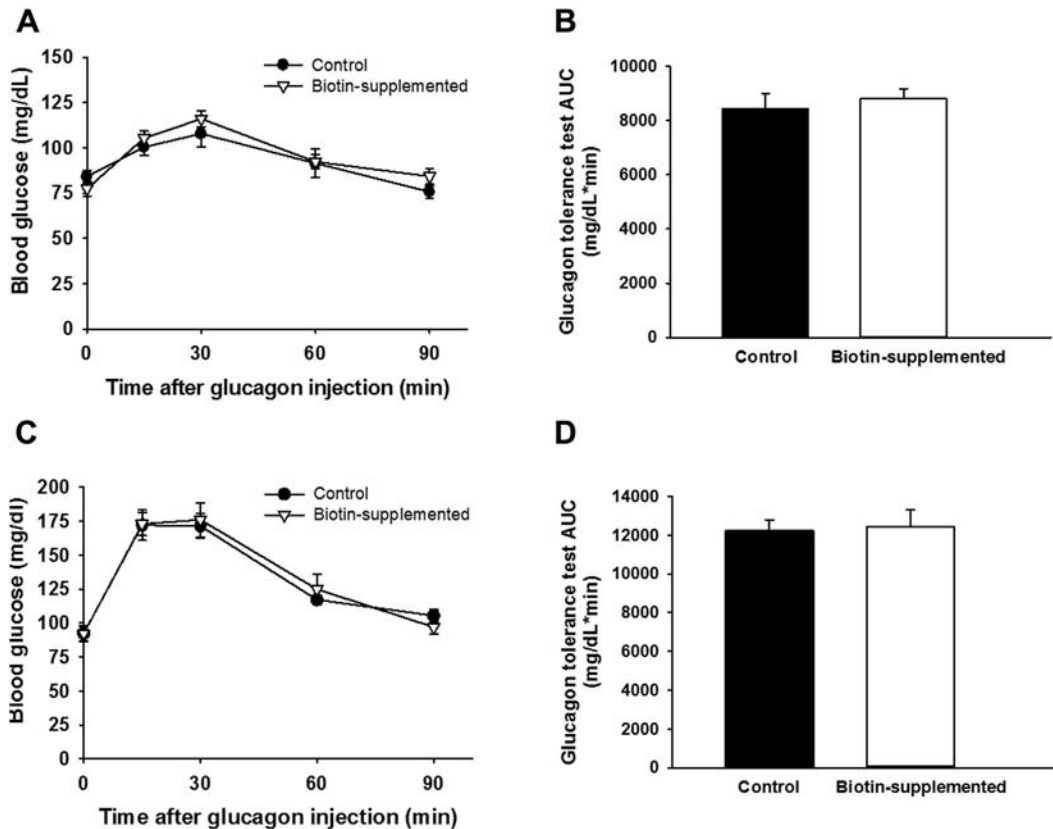 A
150
125
100
75
50
25
0
Blood glucose (mg/dL)
Control
Biotin-supplemented
0 30 60 90
Time after glucagon injection (min)
B
10000
8000
6000
4000
2000
0
Glucagon tolerance test AUC
(mg/dL*min)
Control Biotin-supplemented
C
200
175
150
125
100
75
50
25
0
Blood glucose (mg/dl)
Control
Biotin-supplemented
0 30 60 90
Time after glucagon injection (min)
D
14000
12000
10000
8000
6000
4000
2000
0
Glucagon tolerance test AUC
(mg/dL*min)
Control Biotin-supplemented